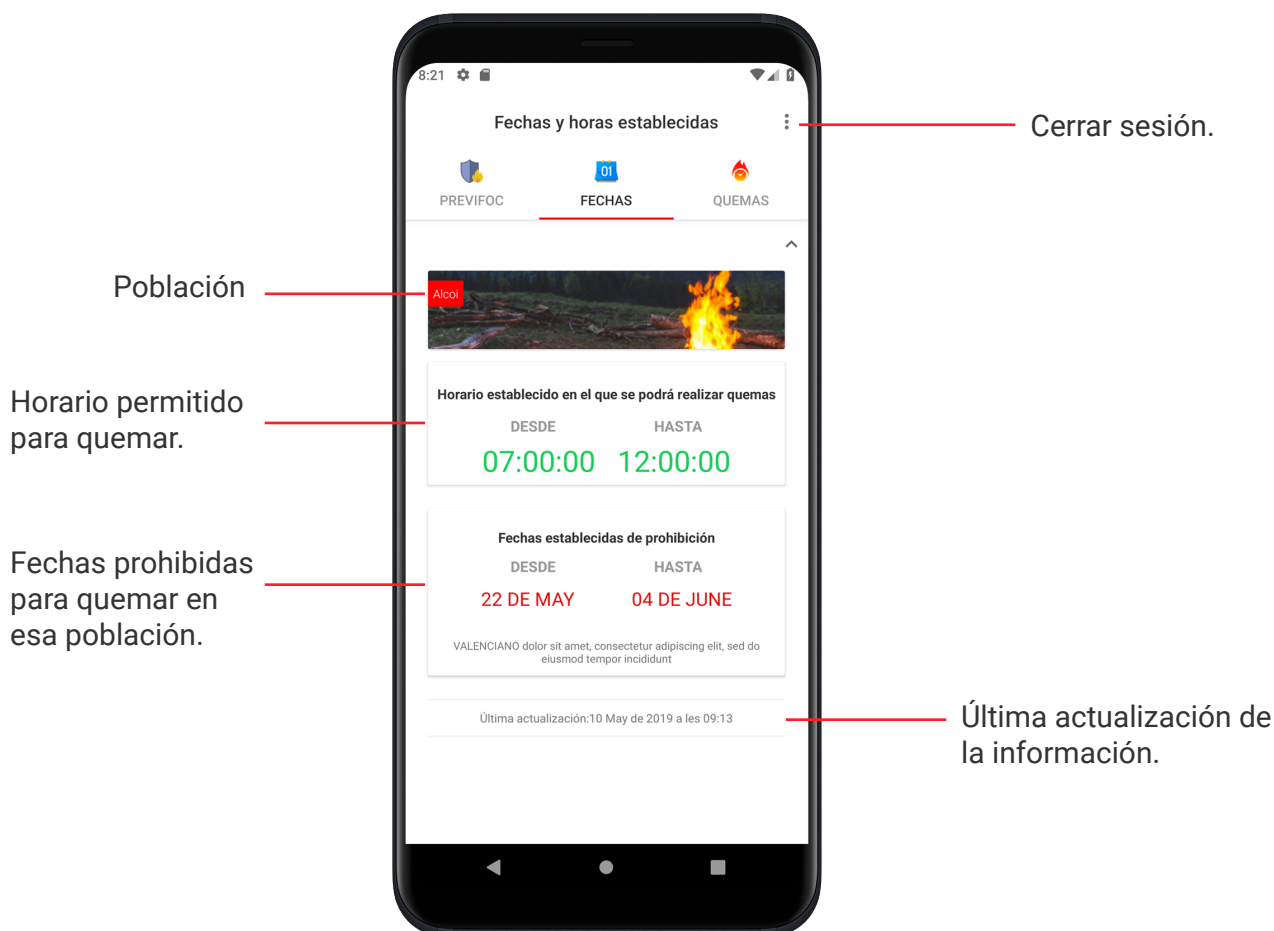 8:21
Fechas y horas establecidas
Cerrar sesión.
01
PREVIFOC
FECHAS
QUEMAS
Población
Alcoi
Horario permitido
para quemar.
Horario establecido en el que se podrá realizar quemas
DESDE
HASTA
07:00:00
12:00:00
Fechas prohibidas
para quemar en
esa población.
Fechas establecidas de prohibición
DESDE
HASTA
22 DE MAY
04 DE JUNE
VALENCIANO dolor sit amet, consectetur adipiscing elit, sed do
eiusmod tempor incididunt
Última actualización:10 May de 2019 a les 09:13
Última actualización de
la información.